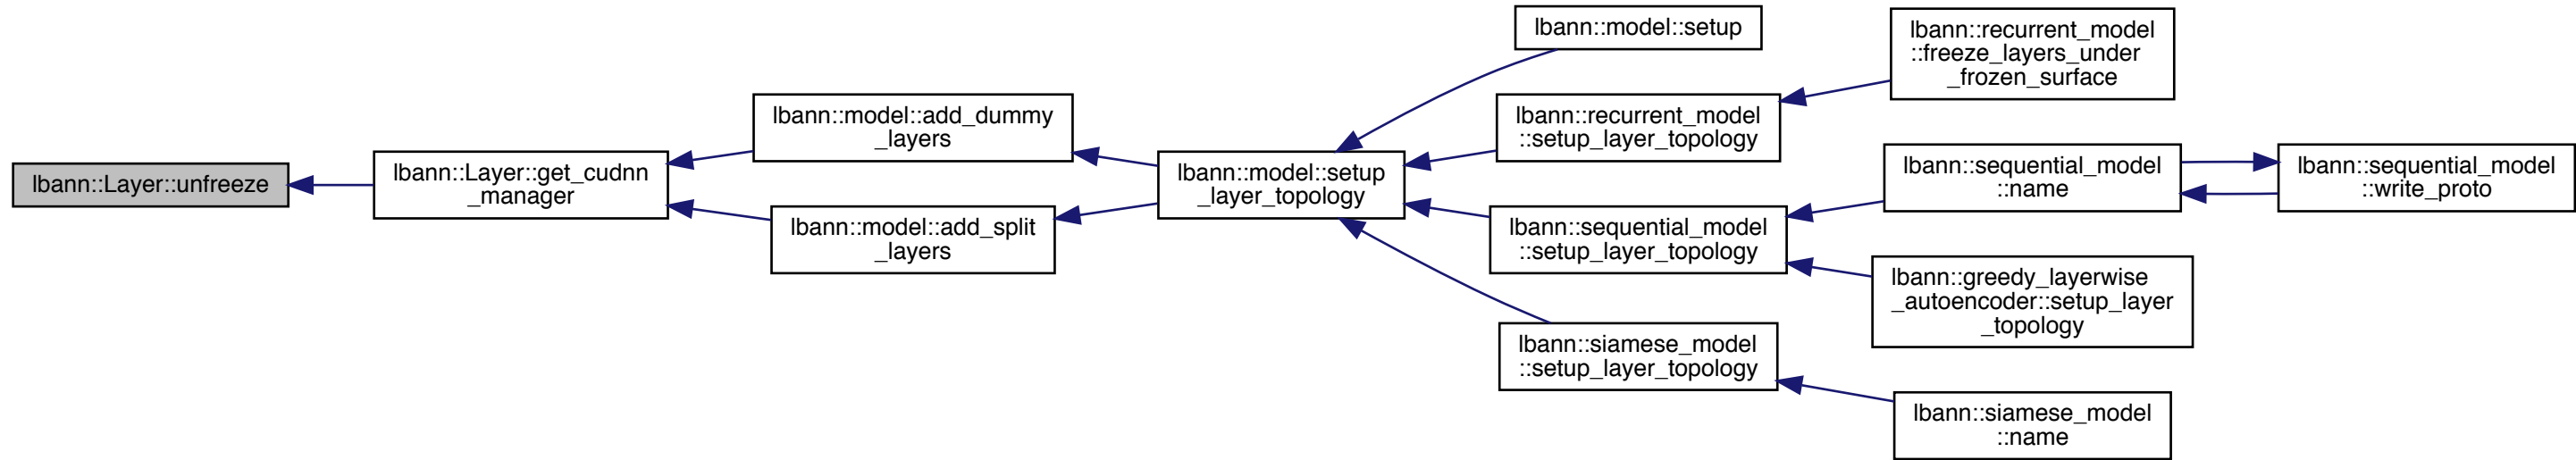 lbann::Layer::unfreeze
lbann::Layer::get_cudnn
_manager
lbann::model::add_dummy
_layers
lbann::model::add_split
_layers
lbann::model::setup
_layer_topology
lbann::model::setup
lbann::recurrent_model
::setup_layer_topology
lbann::sequential_model
::setup_layer_topology
lbann::siamese_model
::setup_layer_topology
lbann::recurrent_model
::freeze_layers_under
_frozen_surface
lbann::sequential_model
::name
lbann::greedy_layerwise
_autoencoder::setup_layer
_topology
lbann::siamese_model
::name
lbann::sequential_model
::write_proto